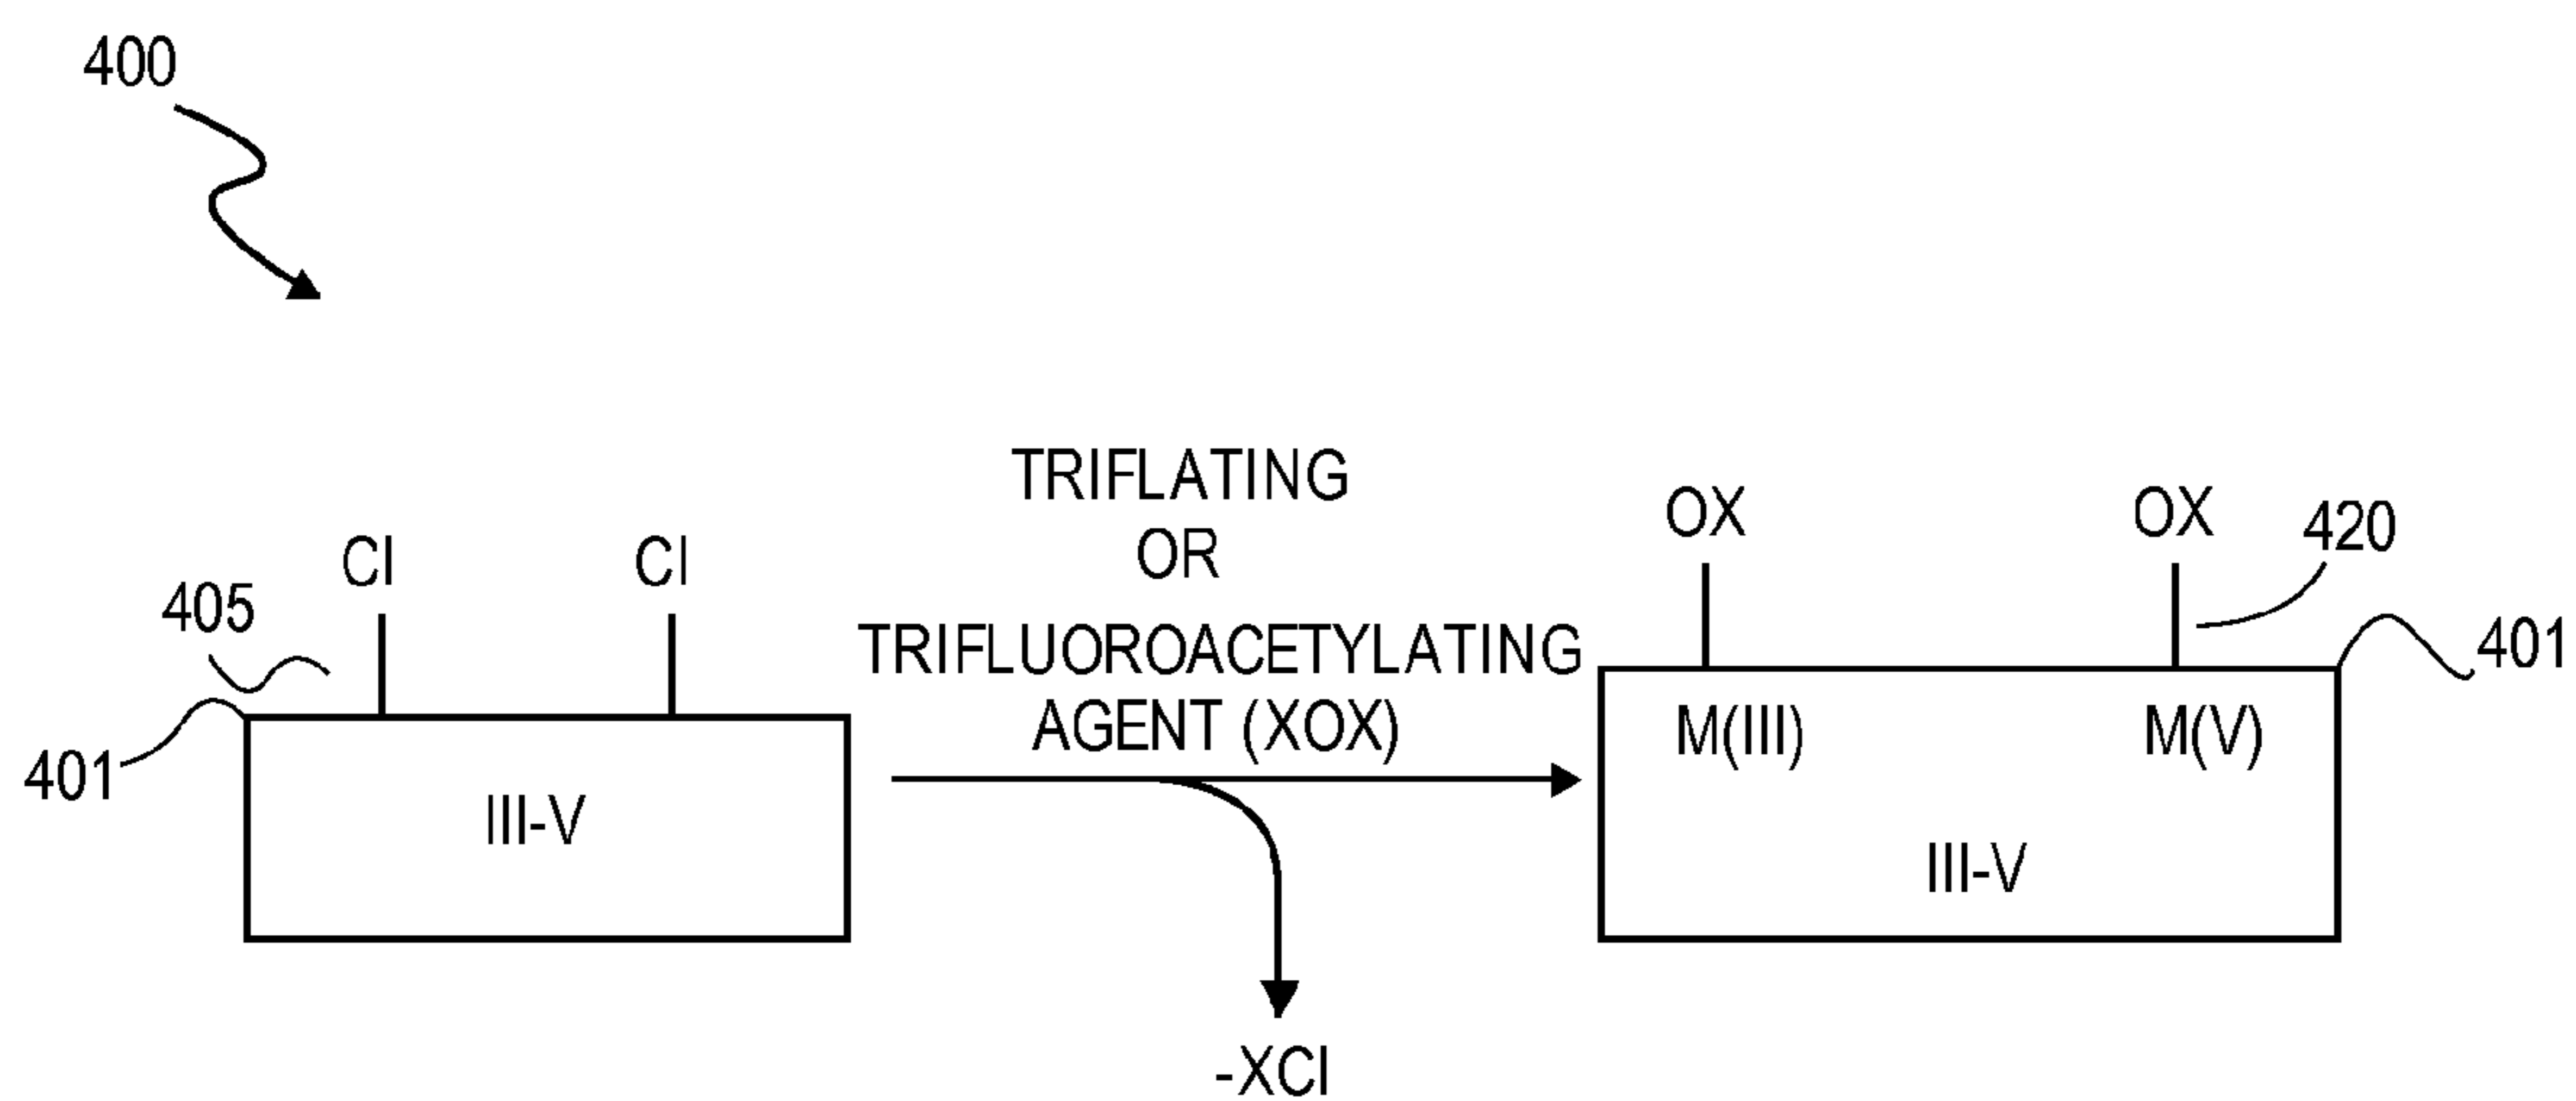 400
TRIFLATING
OR
TRIFLUOROACETYLATING
AGENT (XOX)
Cl
Cl
405
401
III-V
-XCl
OX
OX
420
401
M(III)
M(V)
III-V